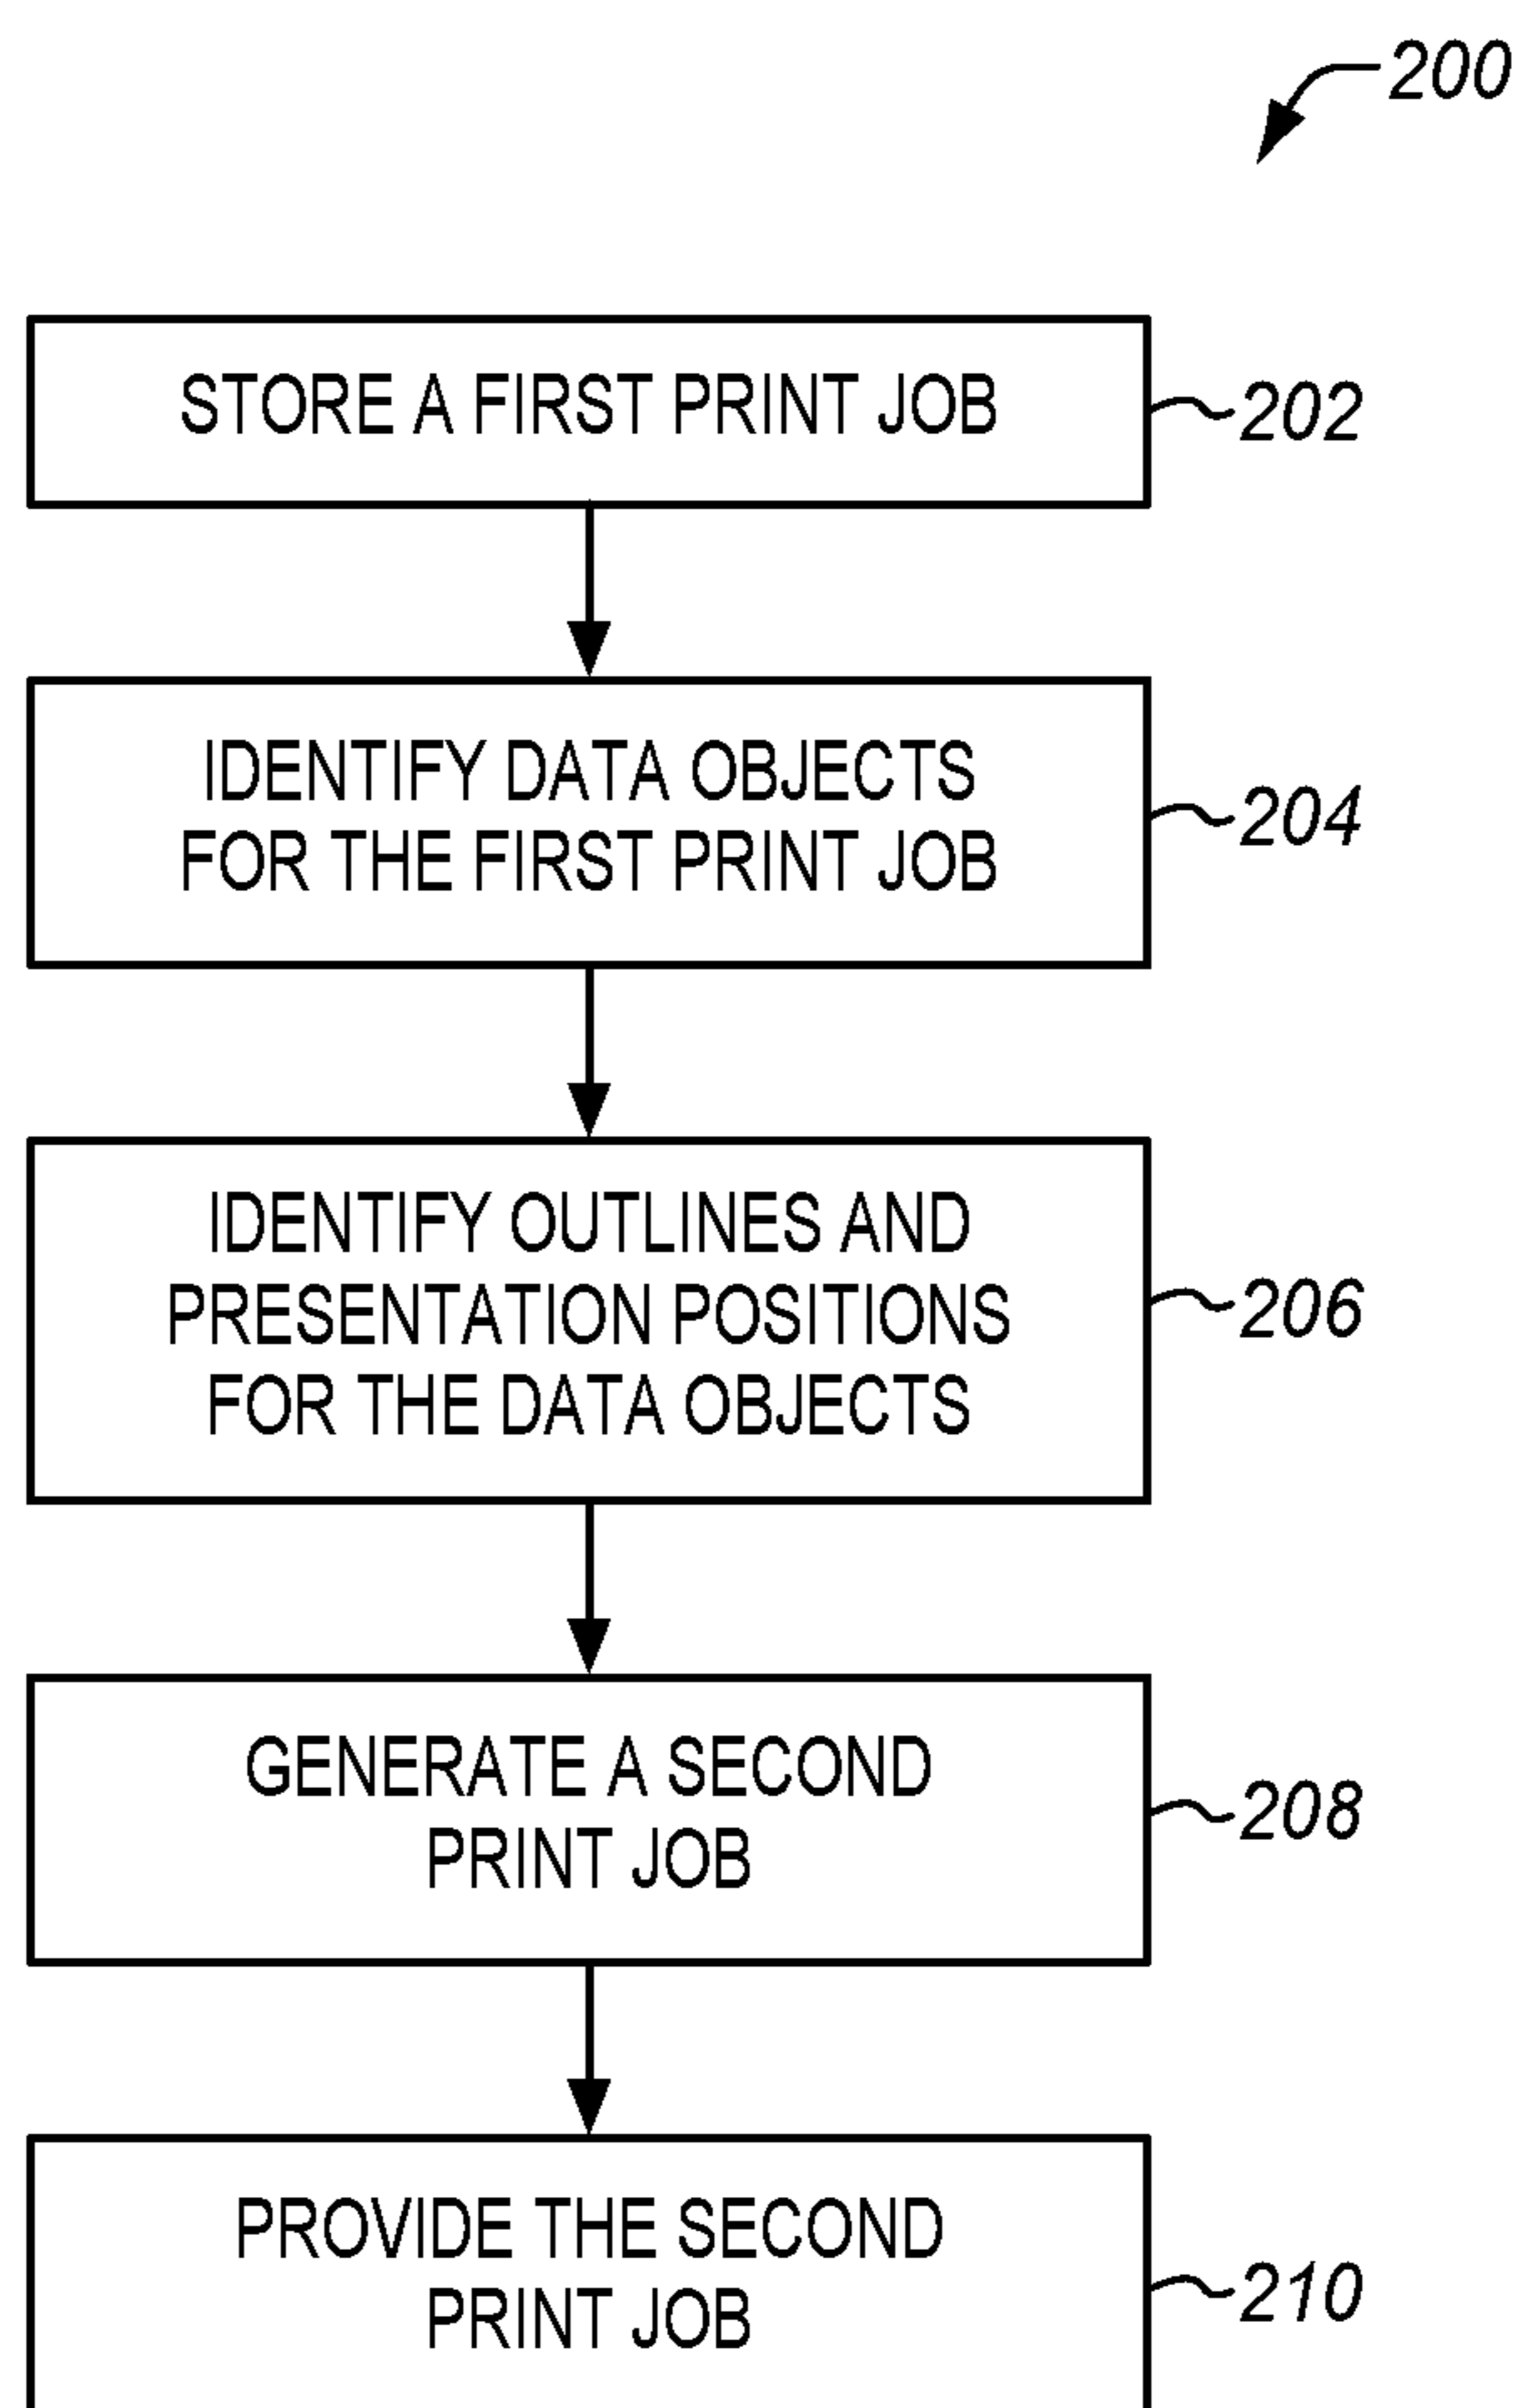 200
STORE A FIRST PRINT JOB
202
IDENTIFY DATA OBJECTS
FOR THE FIRST PRINT JOB
204
IDENTIFY OUTLINES AND
PRESENTATION POSITIONS
FOR THE DATA OBJECTS
206
GENERATE A SECOND
PRINT JOB
208
PROVIDE THE SECOND
PRINT JOB
210